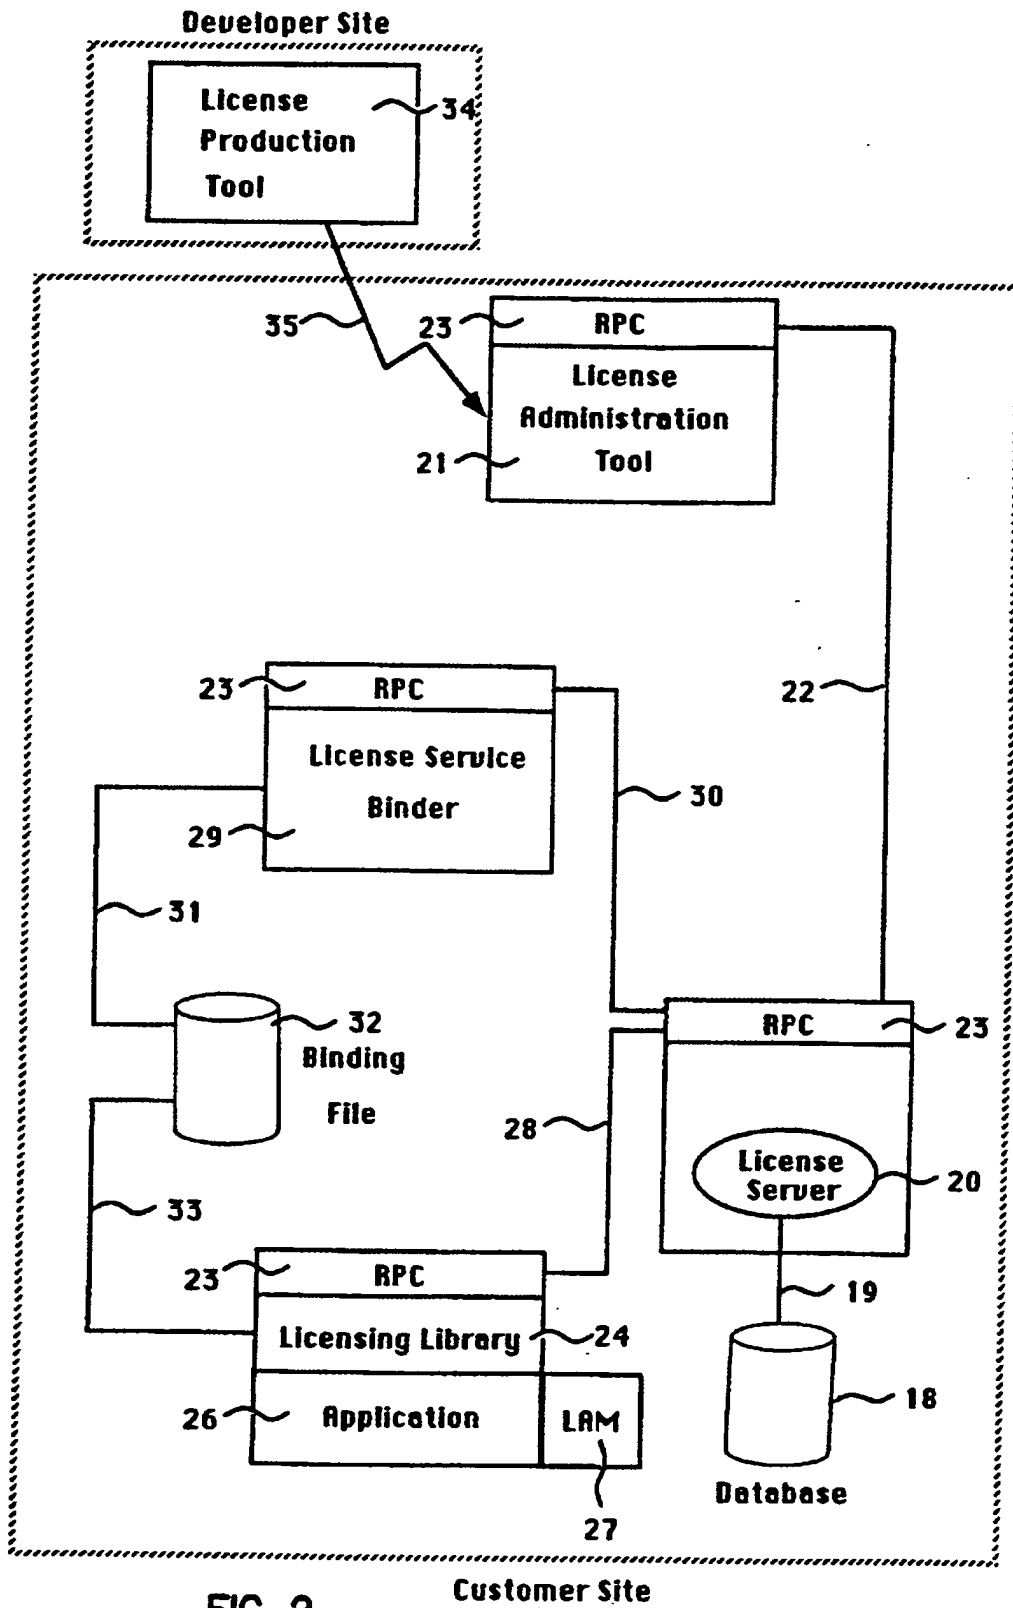 Developer Site
License
34
Production
Tool
35
23
RPC
License
Administration
21
Tool
23
RPC
22
License Service
30
Binder
29
31
32
Binding
File
RPC
23
28
License
Server
20
33
23
RPC
19
Licensing Library
24
26
Application
LAM
18
Database
27
Customer Site